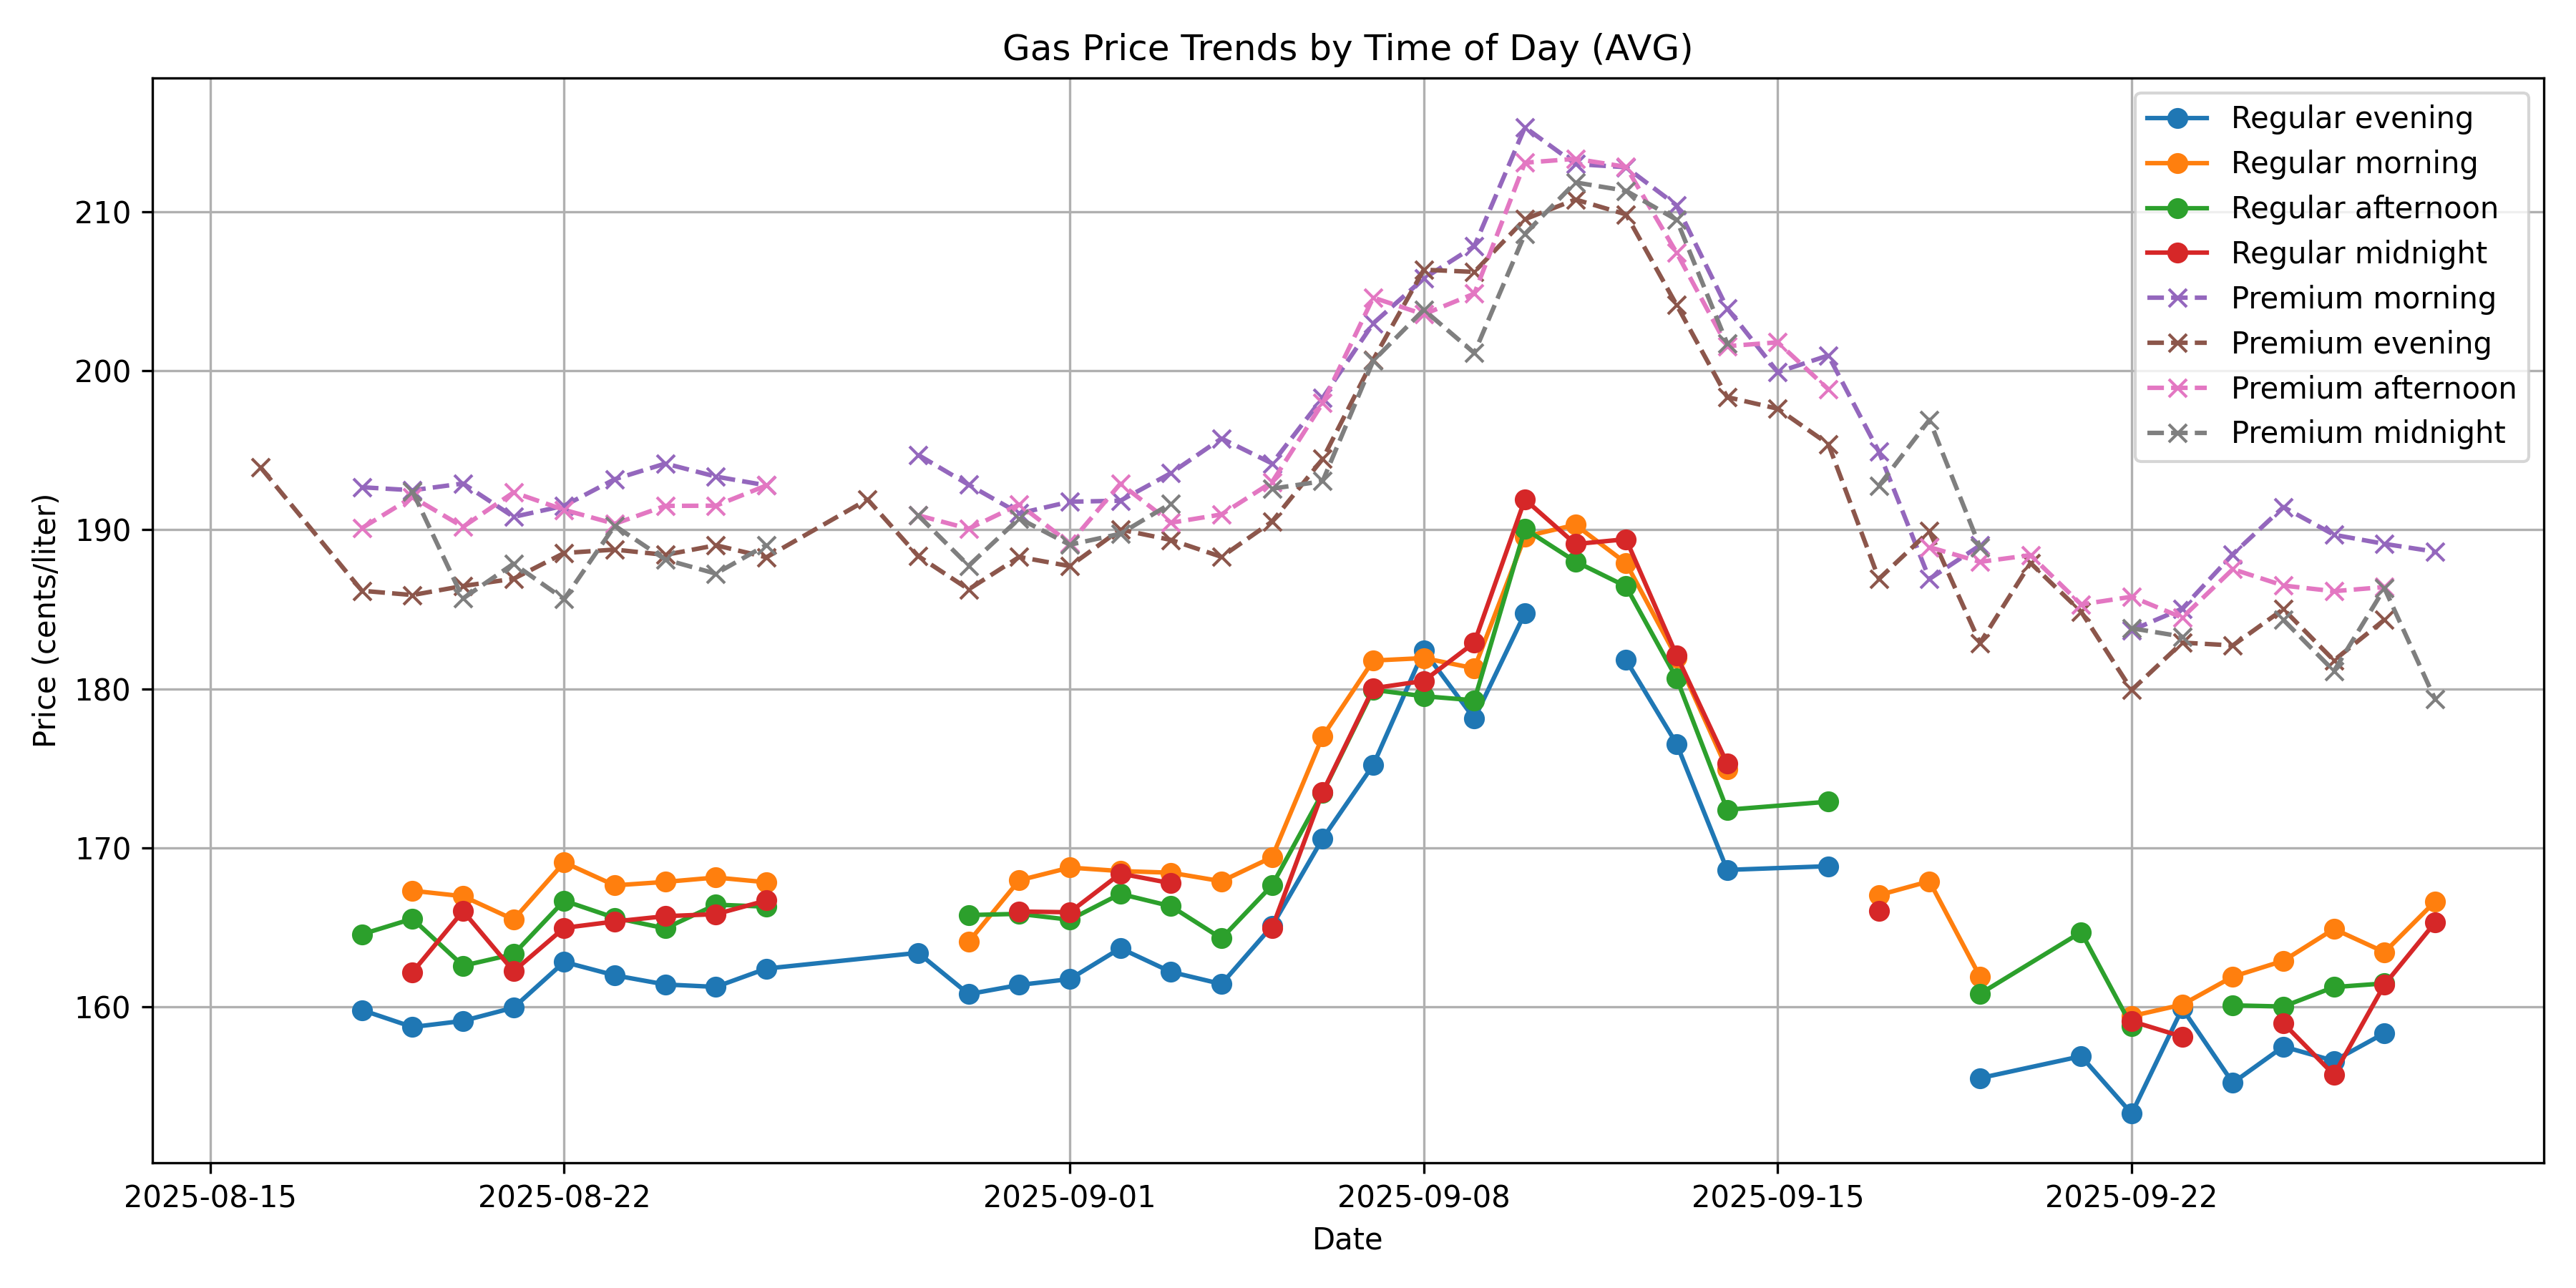 Gas Price Trends by Time of Day (AVG)
Regular evening
Regular morning
Regular afternoon
Regular midnight
Premium morning
Premium evening
Premium afternoon
Premium midnight
210
200
190
180
170
160
Price (cents/liter)
2025-08-15 2025-08-22 2025-09-01 2025-09-08 2025-09-15 2025-09-22
Date